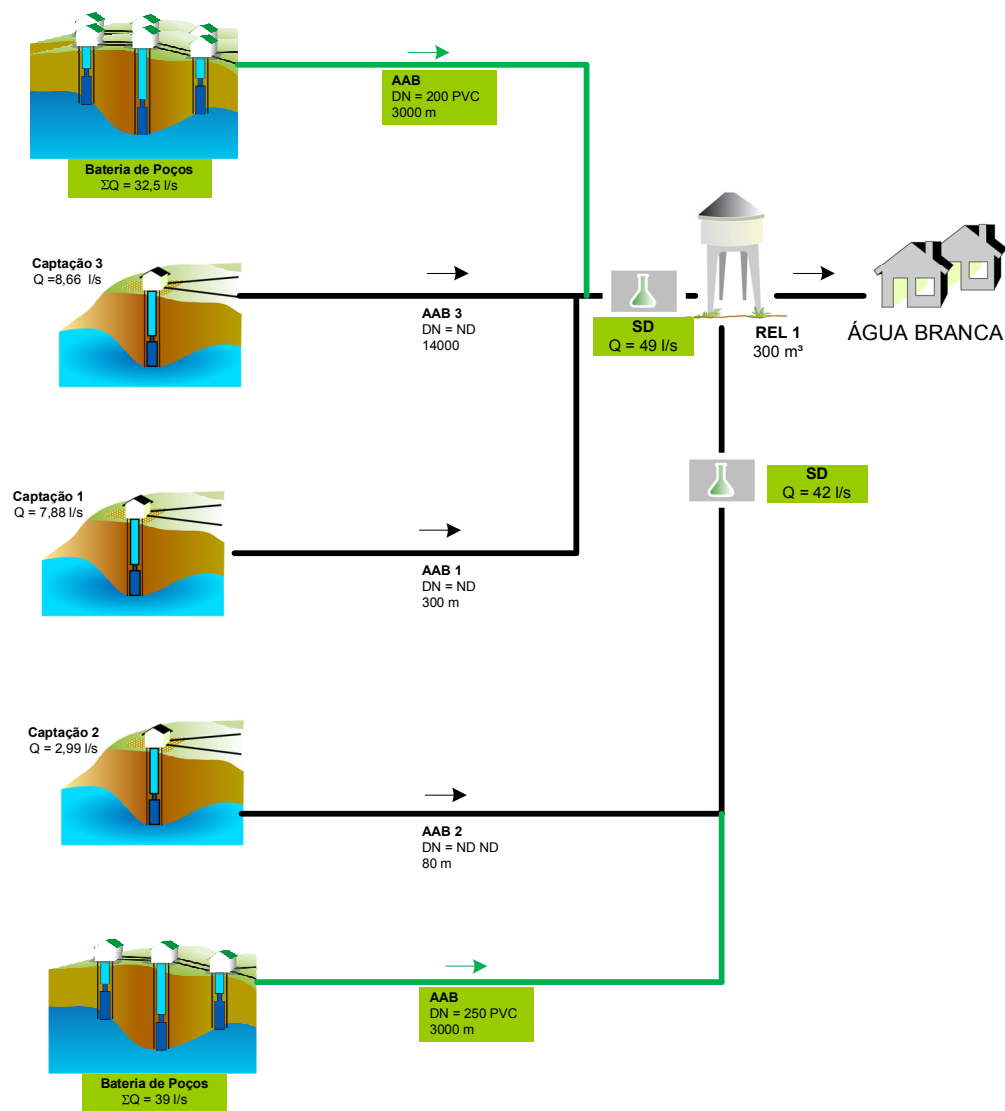 AAB
DN = 200 PVC
3000 m
Bateria de Poços
ΣQ = 32,5 l/s
Captação 3
Q =8,66 l/s
AAB 3
DN = ND
14000
SD
Q = 49 l/s
REL 1
300 m³
ÁGUA BRANCA
SD
Q = 42 l/s
Captação 1
Q = 7,88 l/s
AAB 1
DN = ND
300 m
Captação 2
Q = 2,99 l/s
AAB 2
DN = ND ND
80 m
AAB
DN = 250 PVC
3000 m
Bateria de Poços
ΣQ = 39 l/s